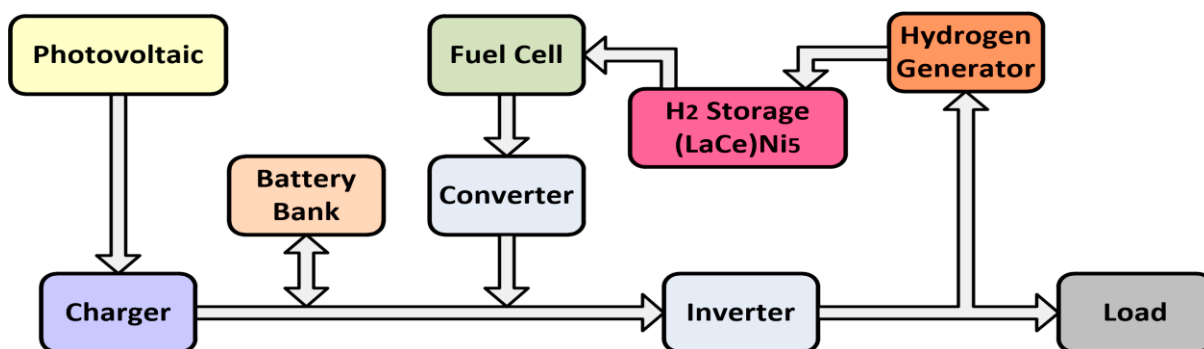 Photovoltaic
Fuel Cell
Hydrogen
Generator
H2 Storage
(LaCe)Ni5
Battery
Bank
Converter
Charger
Inverter
Load